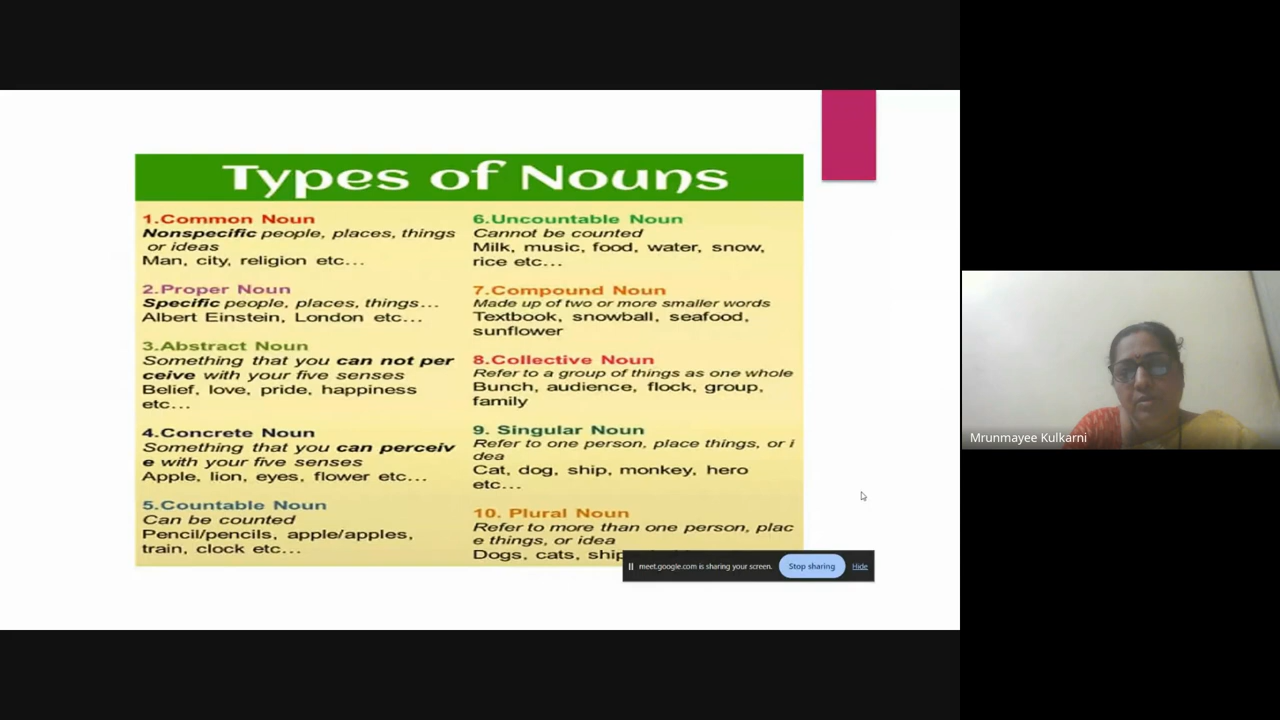 Types of Nouns
1.Common Noun
Nonspecific people, places, things
or ideas
Man, city, religion etc...
2.Proper Noun
Specific people, places, things...
Albert Einstein, London etc...
3.Abstract Noun
Something that you can not per
ceive with your five senses
Belief, love, pride, happiness
etc...
4.Concrete Noun
Something that you can perceiv
e with your five senses
Apple, lion, eyes, flower etc...
5.Countable Noun
Can be counted
Pencil/pencils, apple/apples,
train, clock etc...
6.Uncountable Noun
Cannot be counted
Milk, music, food, water, snow,
rice etc...
7.Compound Noun
Made up of two or more smaller words
Textbook, snowball, seafood,
sunflower
8.Collective Noun
Refer to a group of things as one whole
Bunch, audience, flock, group,
family
9. Singular Noun
Refer to one person, place things, or i
dea
Cat, dog, ship, monkey, hero
etc...
10. Plural Noun
Refer to more than one person, plac
e things, or idea
Dogs, cats,
meet.google.com is sharing your screen.
Stop sharing
Hide
Mrunmayee Kulkarni